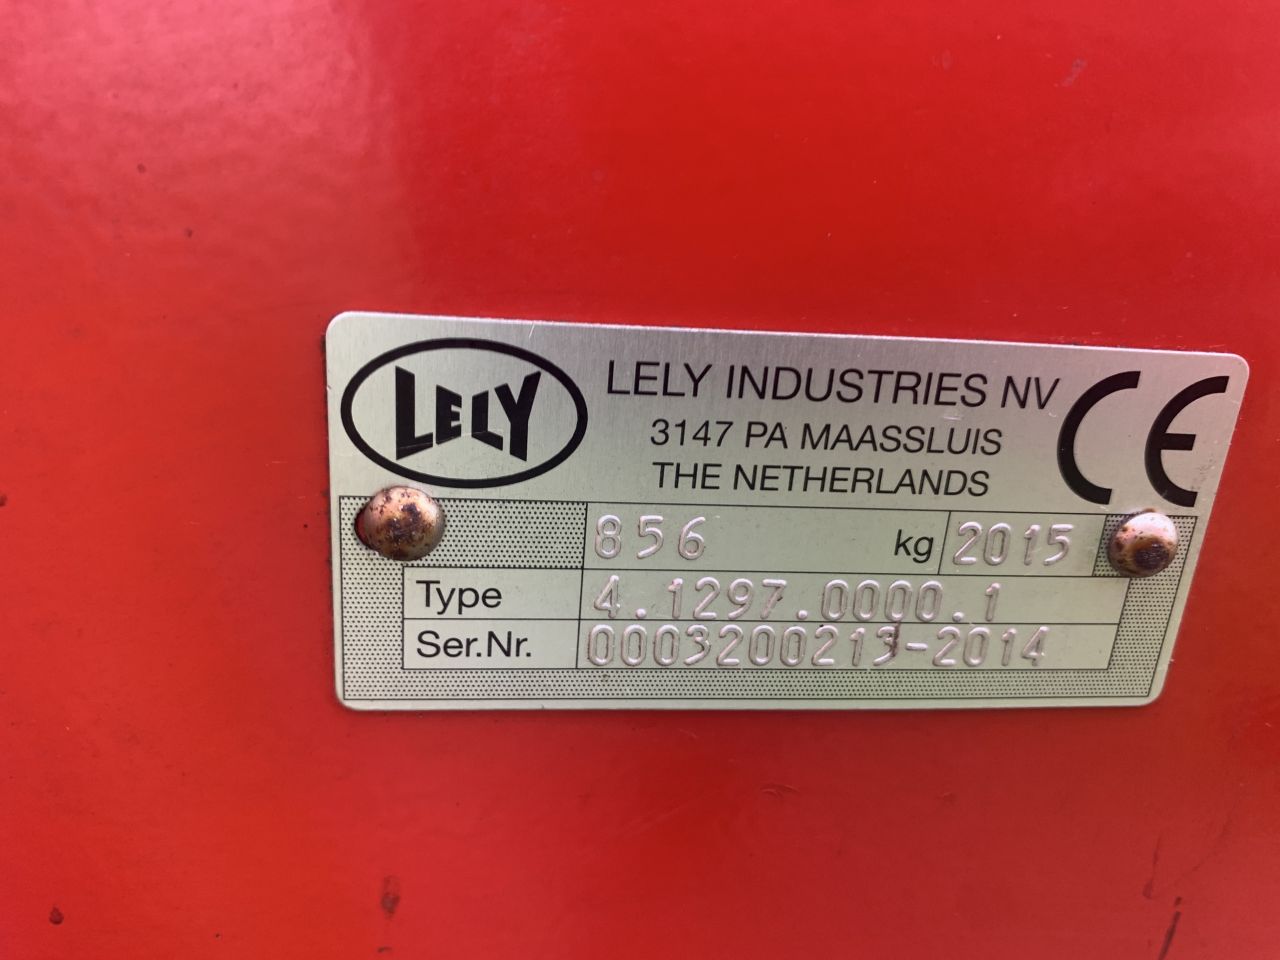 LELY
LELY INDUSTRIES NV
3147 PA MAASSLUIS
THE NETHERLANDS
CE
856 kg 2015
Type 4.1297.0000.1
Ser.Nr. 0003200213-2014